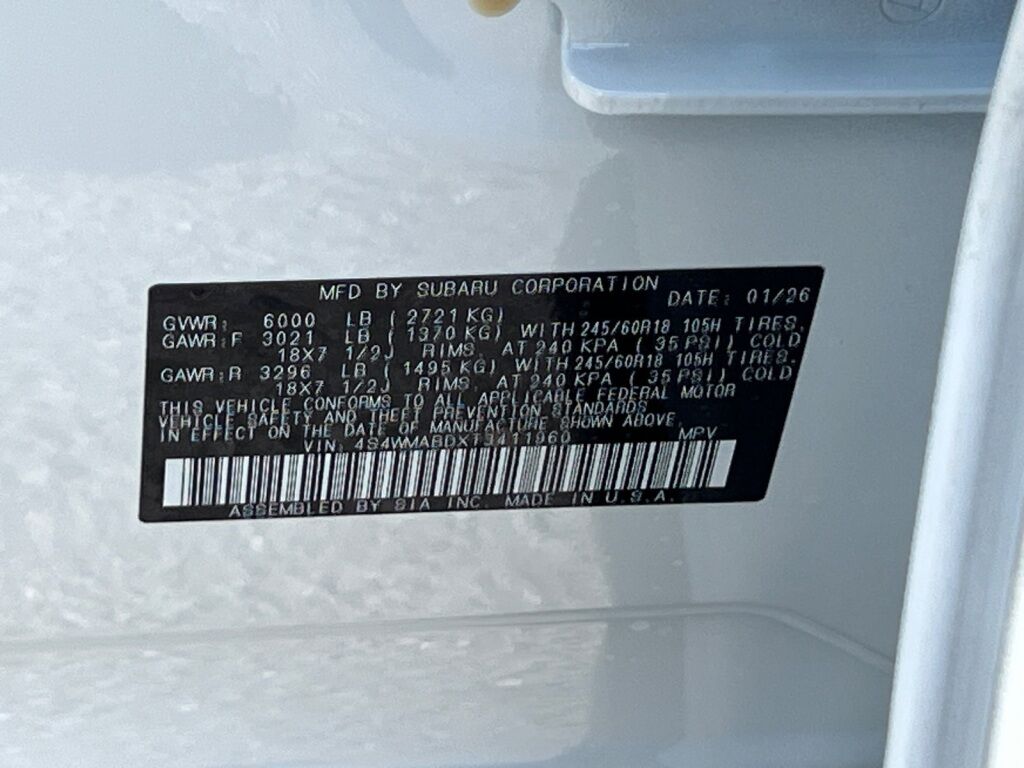 MFD BY SUBARU CORPORATION DATE: 01/26
GVWR: 6000 LB (2721 KG)
GAWR:F 3021 LB (1370 KG) WITH 245/60R18 105H TIRES,
18X7 1/2J RIMS, AT 240 KPA (35 PSI) COLD
GAWR:R 3296 LB (1495 KG) WITH 245/60R18 105H TIRES.
18X7 1/2J RIMS, AT 240 KPA (35 PSI) COLD
THIS VEHICLE CONFORMS TO ALL APPLICABLE FEDERAL MOTOR
VEHICLE SAFETY AND THEFT PREVENTION STANDARDS
IN EFFECT ON THE DATE OF MANUFACTURE SHOWN ABOVE.
VIN: 4S4WMABDXT3411960 MPV
ASSEMBLED BY SIA INC. MADE IN U.S.A.